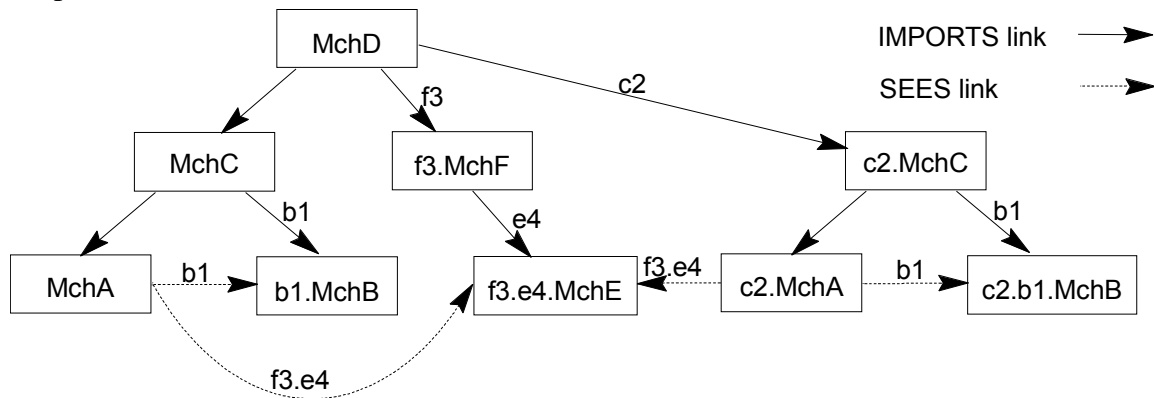 MchD
IMPORTS link
SEES link
f3
c2
MchC
f3.MchF
c2.MchC
b1
e4
b1
MchA
b1
b1.MchB
f3.e4.MchE
f3.e4
c2.MchA
b1
c2.b1.MchB
f3.e4